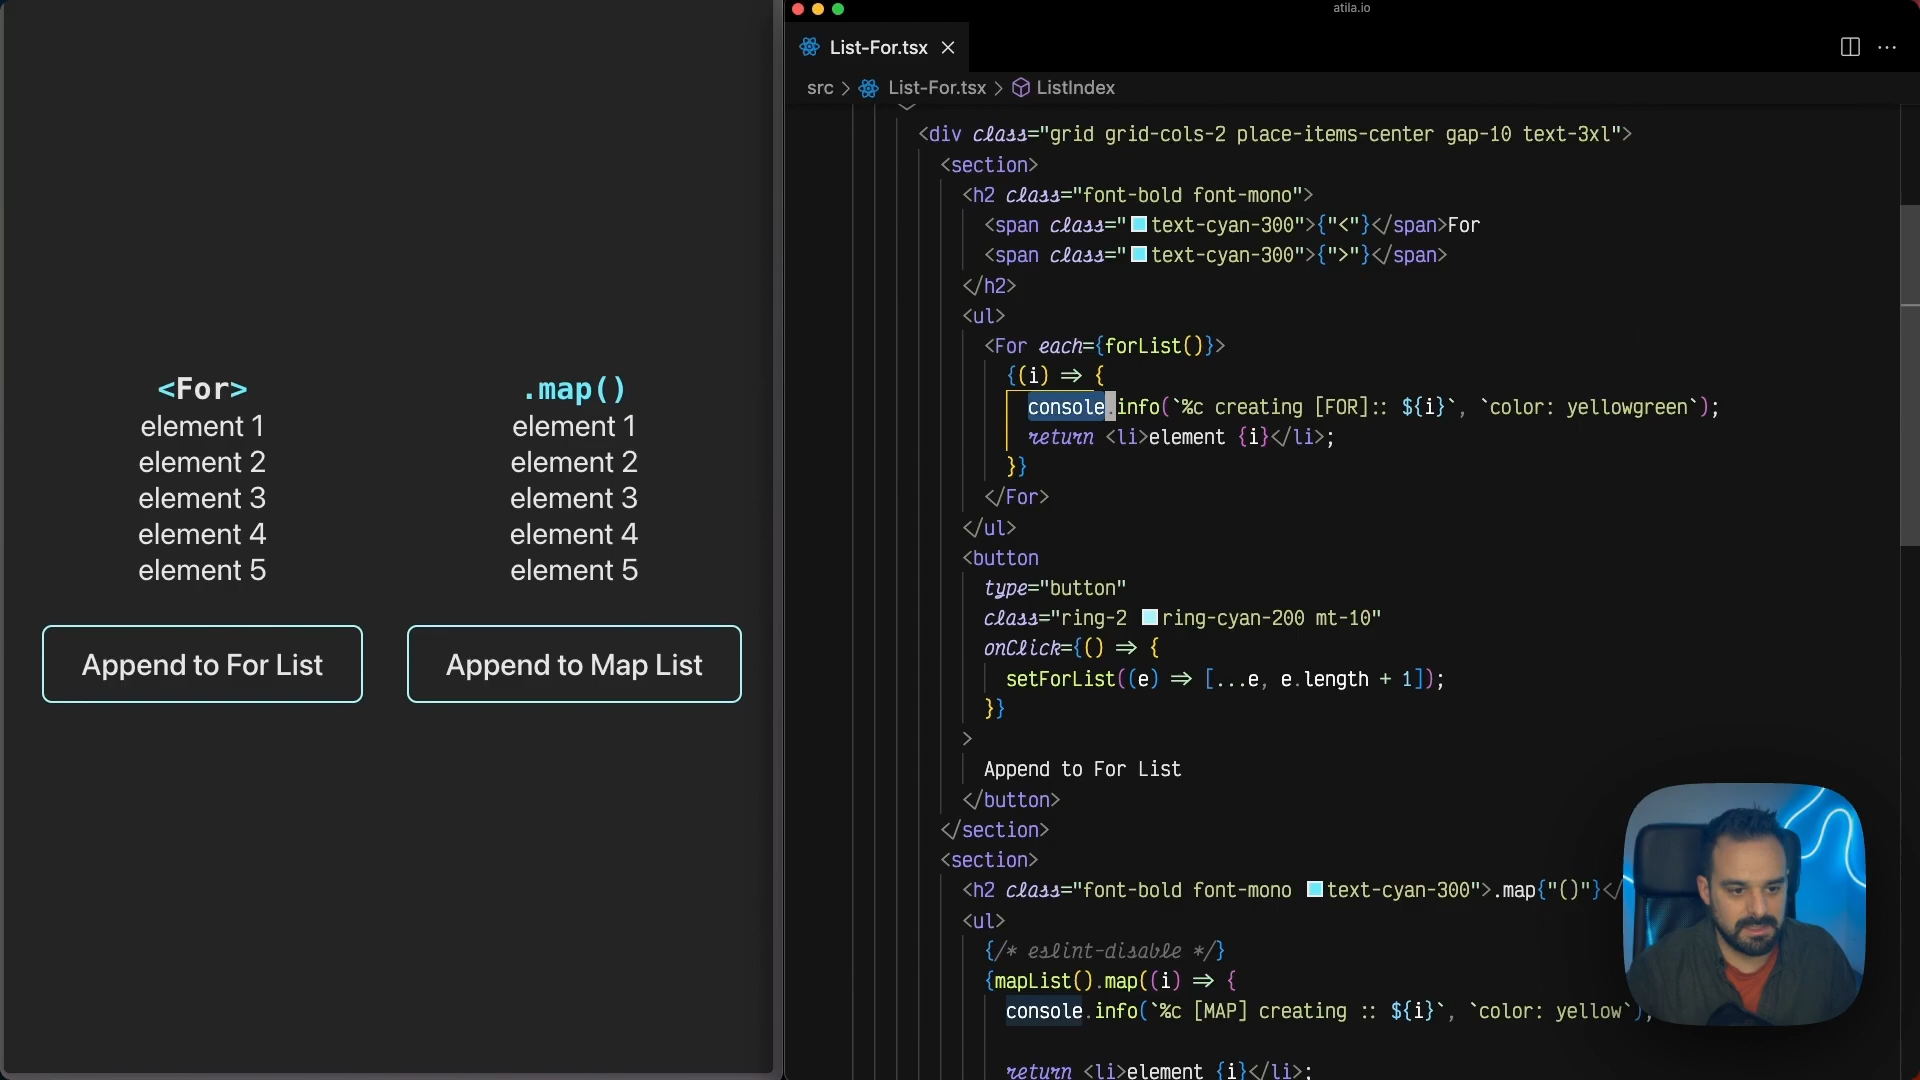 <For>
element 1
element 2
element 3
element 4
element 5
Append to For List
.map()
element 1
element 2
element 3
element 4
element 5
Append to Map List
atila.io
List-For.tsx
src > List-For.tsx > ListIndex
<div class="grid grid-cols-2 place-items-center gap-10 text-3xl">
<section>
<h2 class="font-bold font-mono">
<span class="text-cyan-300">{"<"}</span>For
<span class="text-cyan-300">{">"}</span>
</h2>
<ul>
<For each={forList()}>
{(i) => {
console.info(`%c creating [FOR]:: ${i}`, `color: yellowgreen`);
return <li>element {i}</li>;
}}
</For>
</ul>
<button
type="button"
class="ring-2 ring-cyan-200 mt-10"
onClick={() => {
setForList((e) => [...e, e.length + 1]);
}}
>
Append to For List
</button>
</section>
<section>
<h2 class="font-bold font-mono text-cyan-300">.map{"()"}</
<ul>
{/* eslint-disable */}
{mapList().map((i) => {
console.info(`%c [MAP] creating :: ${i}`, `color: yellow`);
return <li>element {i}</li>;